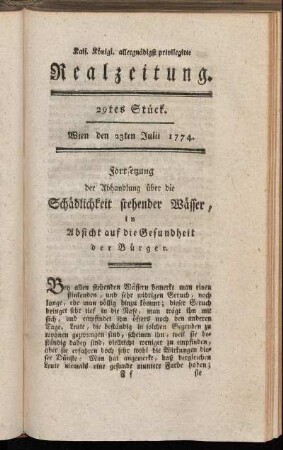 Kais. Königl. allergnädigst privilegirte
Realzeitung.
29tes Stück.
Wien den 23ten Julii 1774.
Fortsetzung
der Abhandlung über die
Schädlichkeit stehender Wässer,
in
Absicht auf die Gesundheit
der Bürger.
Bey allen stehenden Wässern bemerkt man einen
stinkenden, und sehr widrigen Geruch, noch
lange, ehe man völlig hinzu kömmt; dieser Geruch
dringet sehr tief in die Nase, man trägt ihn mit
sich, und empfindet ihn öfters noch den anderen
Tage. Leute, die beständig in solchen Gegenden zu
wohnen gezwungen sind, scheinen ihn, weil sie be-
ständig dabey sind, vielleicht weniger zu empfinden,
aber sie erfahren doch sehr wohl die Wirkungen dieser
Dünste: Man hat angemerkt, daß dergleichen
Leute niemals eine gesunde muntere Farbe haben;
F f
sie